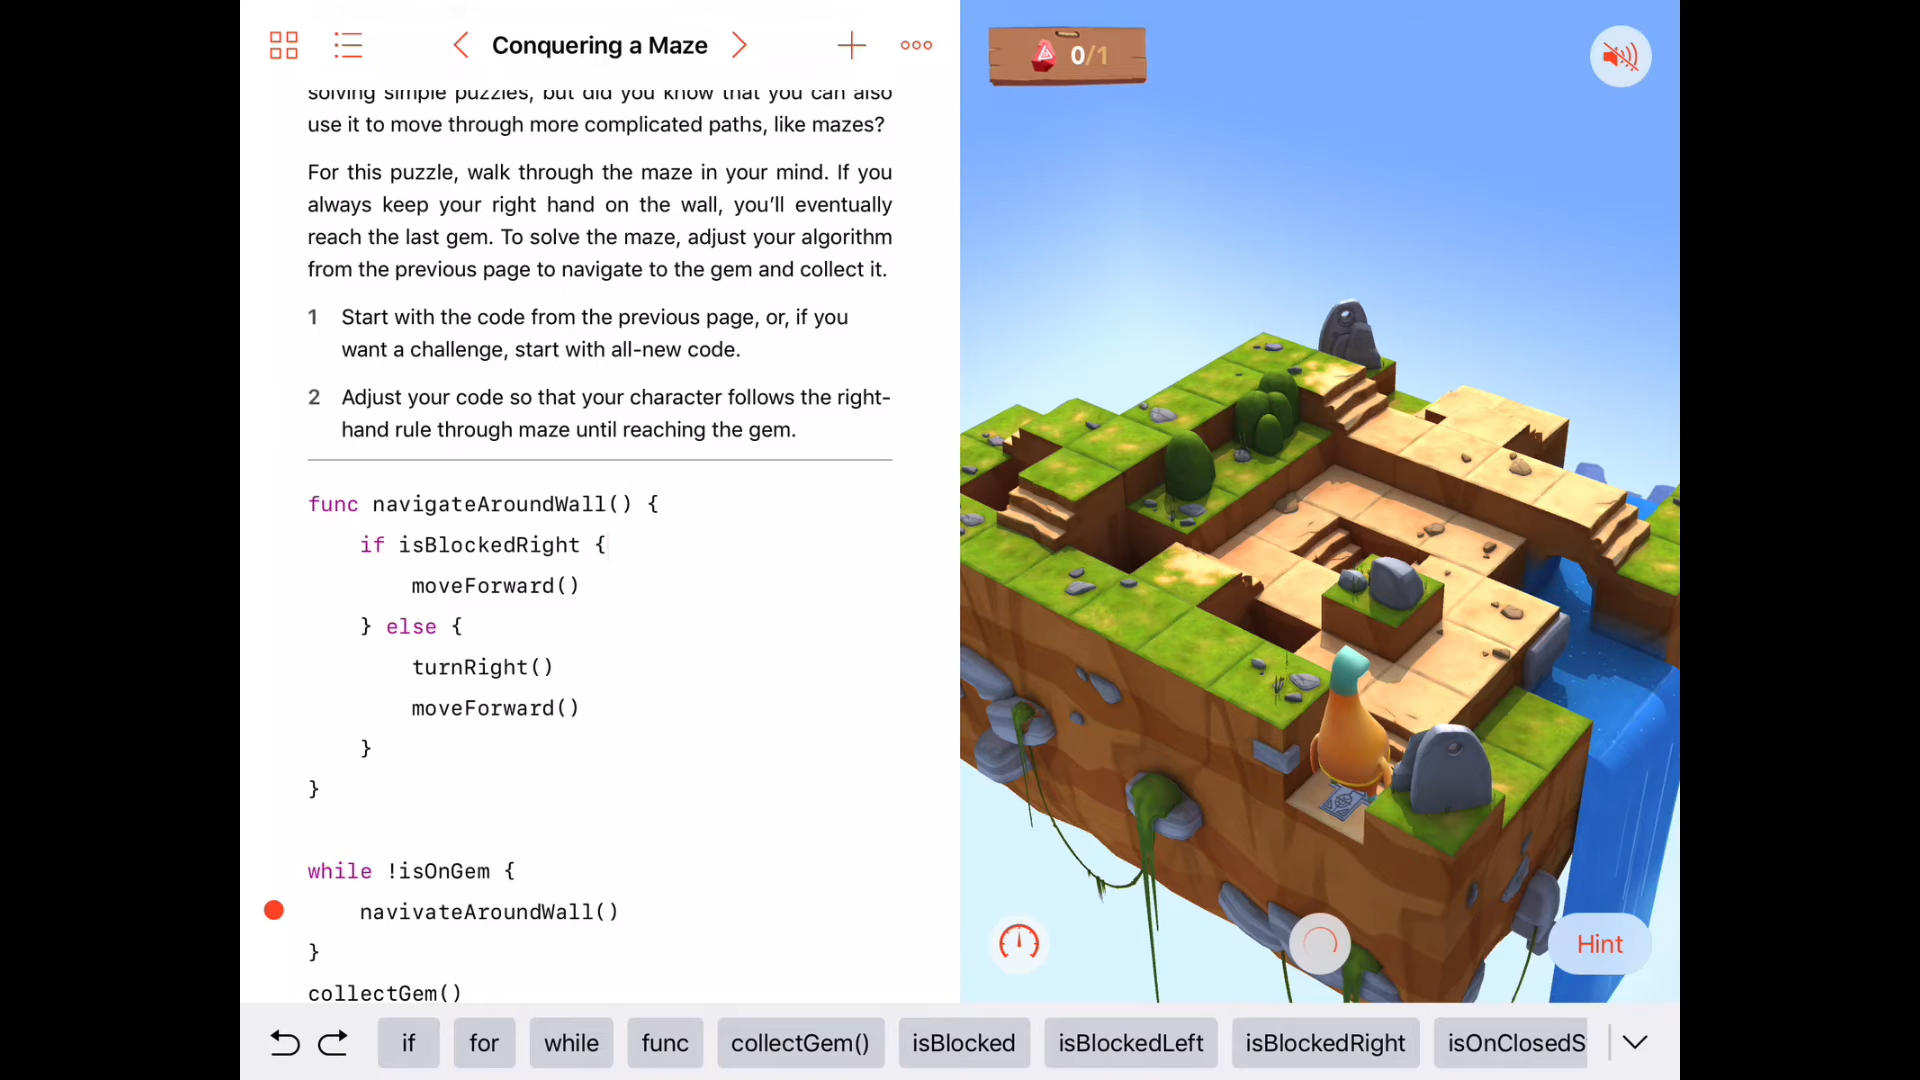 Conquering a Maze
solving simple puzzles, but did you know that you can also
use it to move through more complicated paths, like mazes?
For this puzzle, walk through the maze in your mind. If you
always keep your right hand on the wall, you’ll eventually
reach the last gem. To solve the maze, adjust your algorithm
from the previous page to navigate to the gem and collect it.
1 Start with the code from the previous page, or, if you
want a challenge, start with all-new code.
2 Adjust your code so that your character follows the right-
hand rule through maze until reaching the gem.
func navigateAroundWall() {
if isBlockedRight {
moveForward()
} else {
turnRight()
moveForward()
}
}
while !isOnGem {
navivateAroundWall()
}
collectGem()
0/1
Hint
if for while func collectGem() isBlocked isBlockedLeft isBlockedRight isOnClosedS